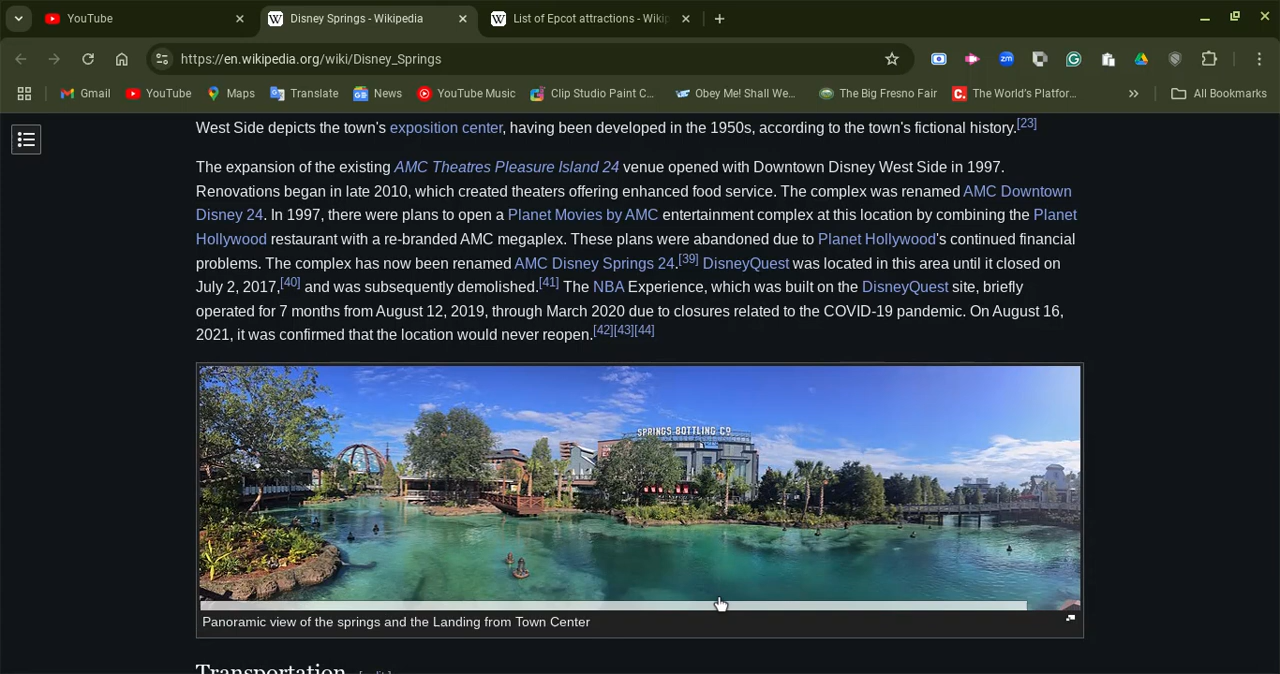 YouTube
Disney Springs - Wikipedia
List of Epcot attractions - Wikip
https://en.wikipedia.org/wiki/Disney_Springs
zm
Gmail
YouTube
Maps
Translate
News
YouTube Music
Clip Studio Paint C...
Obey Me! Shall We...
The Big Fresno Fair
The World's Platfor...
All Bookmarks
West Side depicts the town's exposition center, having been developed in the 1950s, according to the town's fictional history.[23]
The expansion of the existing AMC Theatres Pleasure Island 24 venue opened with Downtown Disney West Side in 1997.
Renovations began in late 2010, which created theaters offering enhanced food service. The complex was renamed AMC Downtown
Disney 24. In 1997, there were plans to open a Planet Movies by AMC entertainment complex at this location by combining the Planet
Hollywood restaurant with a re-branded AMC megaplex. These plans were abandoned due to Planet Hollywood's continued financial
problems. The complex has now been renamed AMC Disney Springs 24.[39] DisneyQuest was located in this area until it closed on
July 2, 2017,[40] and was subsequently demolished.[41] The NBA Experience, which was built on the DisneyQuest site, briefly
operated for 7 months from August 12, 2019, through March 2020 due to closures related to the COVID-19 pandemic. On August 16,
2021, it was confirmed that the location would never reopen.[42][43][44]
SPRINGS BOTTLING CO
Panoramic view of the springs and the Landing from Town Center
Transportation [edit]